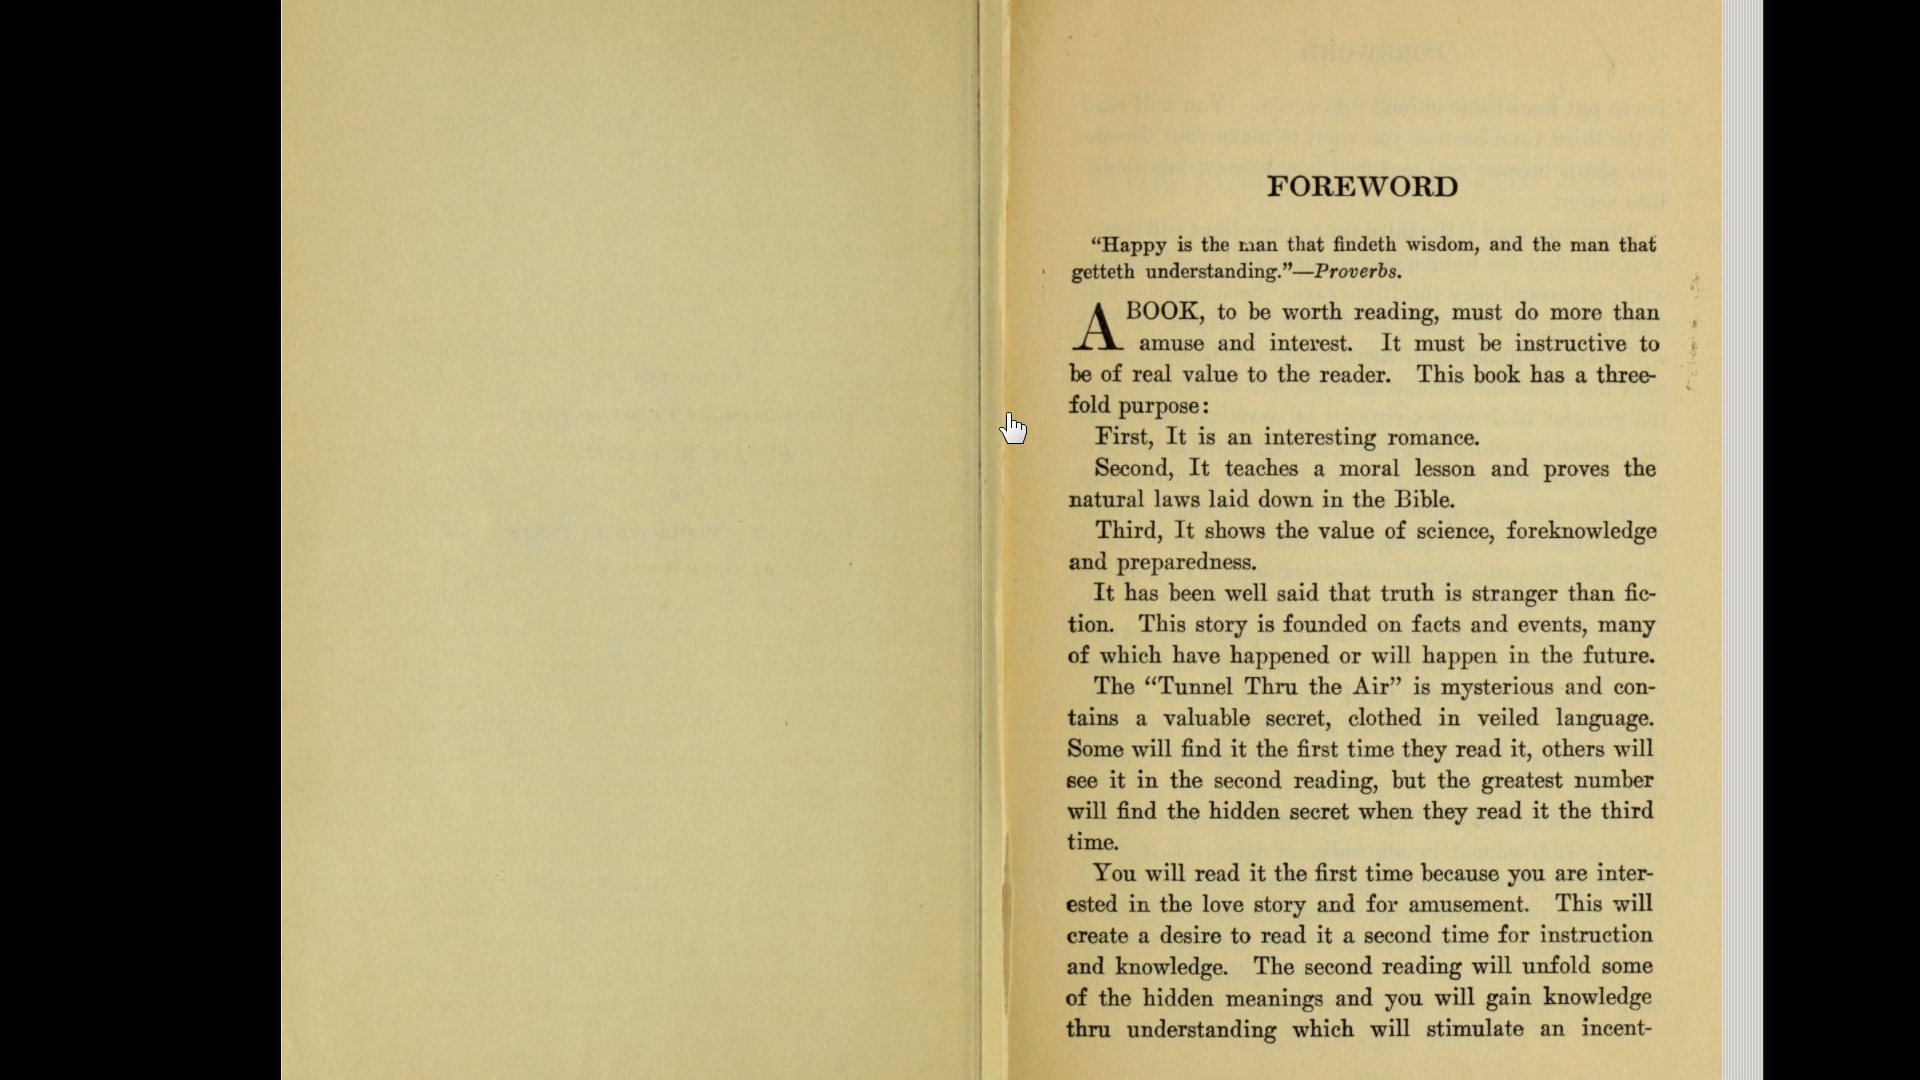 FOREWORD
“Happy is the man that findeth wisdom, and the man that
getteth understanding.”—Proverbs.
A BOOK, to be worth reading, must do more than
amuse and interest. It must be instructive to
be of real value to the reader. This book has a three-
fold purpose:
First, It is an interesting romance.
Second, It teaches a moral lesson and proves the
natural laws laid down in the Bible.
Third, It shows the value of science, foreknowledge
and preparedness.
It has been well said that truth is stranger than fic-
tion. This story is founded on facts and events, many
of which have happened or will happen in the future.
The “Tunnel Thru the Air” is mysterious and con-
tains a valuable secret, clothed in veiled language.
Some will find it the first time they read it, others will
see it in the second reading, but the greatest number
will find the hidden secret when they read it the third
time.
You will read it the first time because you are inter-
ested in the love story and for amusement. This will
create a desire to read it a second time for instruction
and knowledge. The second reading will unfold some
of the hidden meanings and you will gain knowledge
thru understanding which will stimulate an incent-